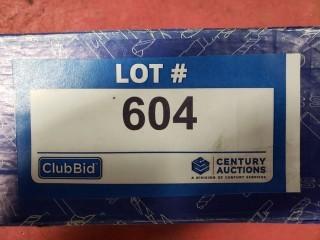 LOT #
604
ClubBid
CENTURY
AUCTIONS
A DIVISION OF CENTURY SERVICES